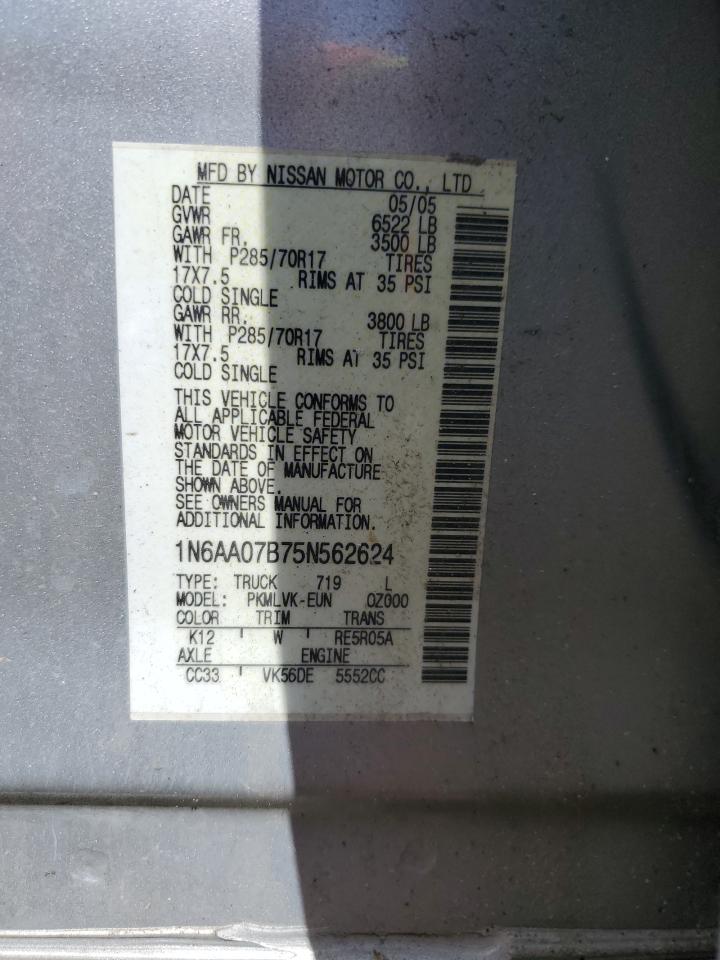 MFD BY NISSAN MOTOR CO., LTD
DATE 05/05
GVWR 6522 LB
GAWR FR. 3500 LB
WITH P285/70R17 TIRES
17X7.5 RIMS AT 35 PSI
COLD SINGLE
GAWR RR. 3800 LB
WITH P285/70R17 TIRES
17X7.5 RIMS AT 35 PSI
COLD SINGLE
THIS VEHICLE CONFORMS TO
ALL APPLICABLE FEDERAL
MOTOR VEHICLE SAFETY
STANDARDS IN EFFECT ON
THE DATE OF MANUFACTURE
SHOWN ABOVE.
SEE OWNERS MANUAL FOR
ADDITIONAL INFORMATION.
1N6AA07B75N562624
TYPE: TRUCK 719 L
MODEL: PKMLVK-EUN 0Z000
COLOR TRIM TRANS
K12 W RE5R05A
AXLE ENGINE
CC33 VK56DE 5552CC